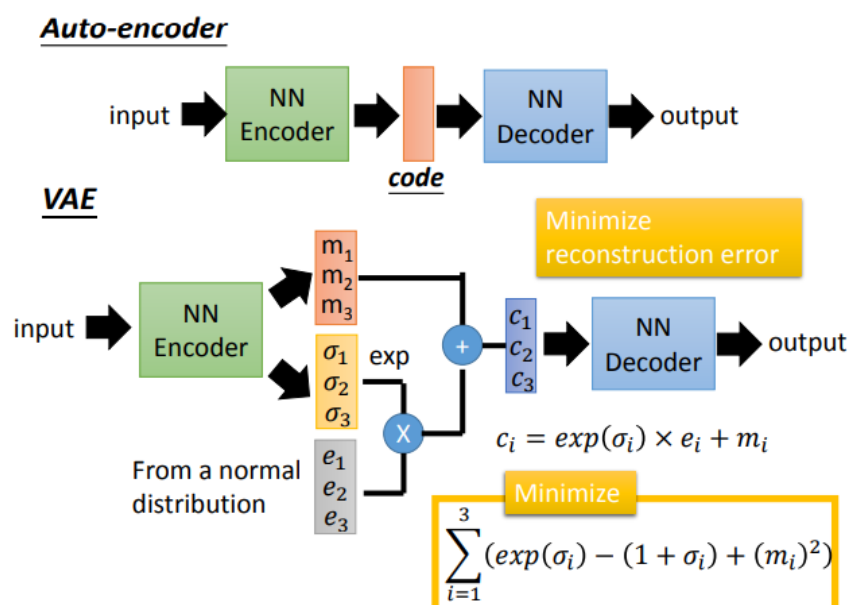 Auto-encoder
input
NN
Encoder
code
NN
Decoder
output
VAE
Minimize
reconstruction error
input
NN
Encoder
m₁
m₂
m₃
σ₁
σ₂
σ₃
exp
From a normal
distribution
e₁
e₂
e₃
X
+
c₁
c₂
c₃
NN
Decoder
output
cᵢ = exp(σᵢ) × eᵢ + mᵢ
Minimize
∑³ᵢ₌₁ (exp(σᵢ) − (1 + σᵢ) + (mᵢ)²)